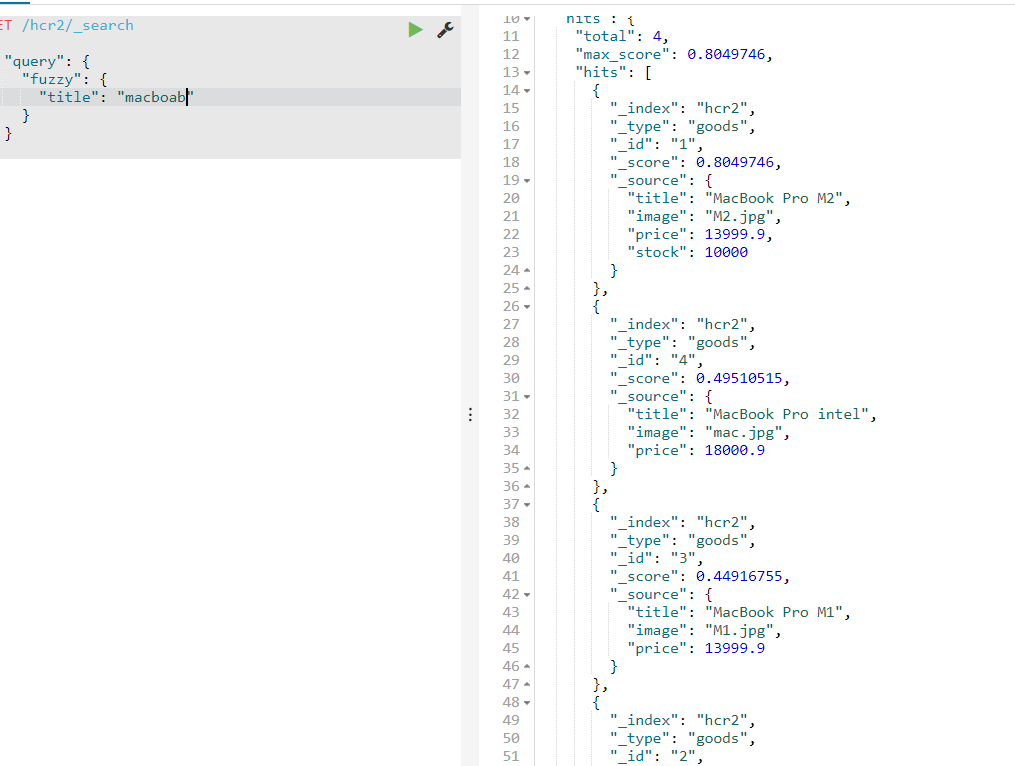 ET /hcr2/_search
"query": {
"fuzzy": {
"title": "macboab"
}
}
10 hits : {
11 "total": 4,
12 "max_score": 0.8049746,
13 "hits": [
14 {
15 "_index": "hcr2",
16 "_type": "goods",
17 "_id": "1",
18 "_score": 0.8049746,
19 "_source": {
20 "title": "MacBook Pro M2",
21 "image": "M2.jpg",
22 "price": 13999.9,
23 "stock": 10000
24 }
25 },
26 {
27 "_index": "hcr2",
28 "_type": "goods",
29 "_id": "4",
30 "_score": 0.49510515,
31 "_source": {
32 "title": "MacBook Pro intel",
33 "image": "mac.jpg",
34 "price": 18000.9
35 }
36 },
37 {
38 "_index": "hcr2",
39 "_type": "goods",
40 "_id": "3",
41 "_score": 0.44916755,
42 "_source": {
43 "title": "MacBook Pro M1",
44 "image": "M1.jpg",
45 "price": 13999.9
46 }
47 },
48 {
49 "_index": "hcr2",
50 "_type": "goods",
51 "_id": "2",